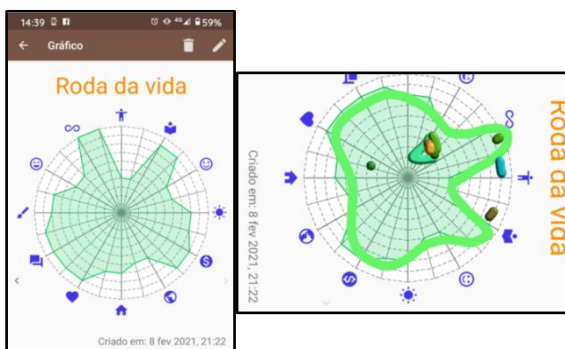 14:39 4G 59%
Gráfico
Roda da vida
Criado em: 8 fev 2021, 21:22
Roda da vida
Criado em: 8 fev 2021, 21:22